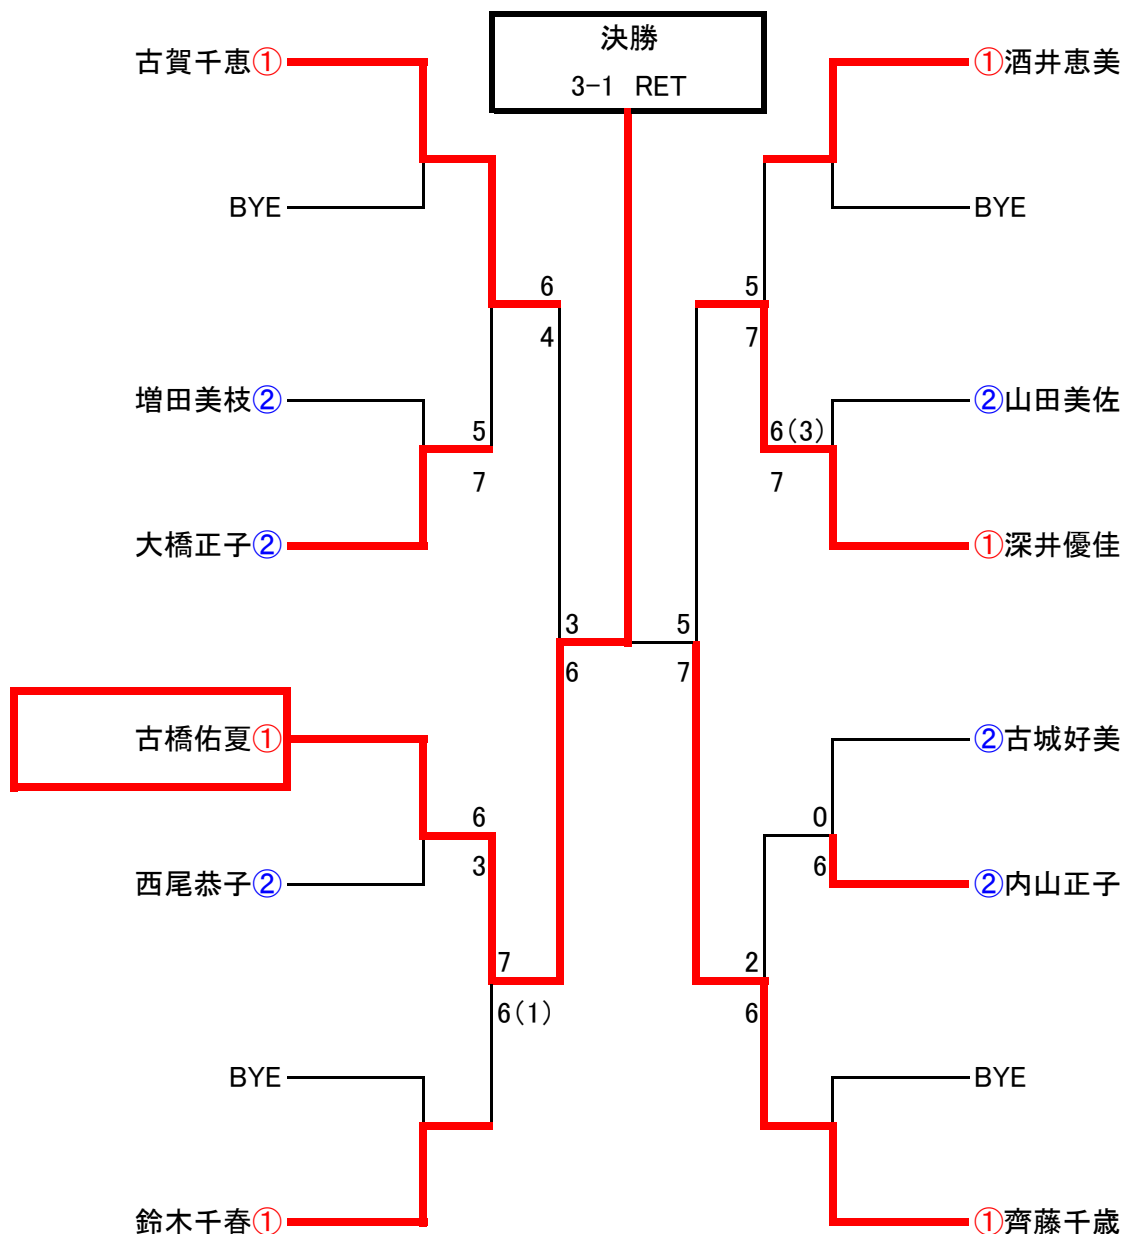 決勝
3-1 RET
古賀千恵①
BYE
6
4
増田美枝②
5
7
大橋正子②
3
6
古橋佑夏①
6
3
西尾恭子②
7
6(1)
BYE
鈴木千春①
①酒井恵美
BYE
5
7
②山田美佐
6(3)
7
①深井優佳
5
7
②古城好美
0
6
②内山正子
2
6
BYE
①齊藤千歳